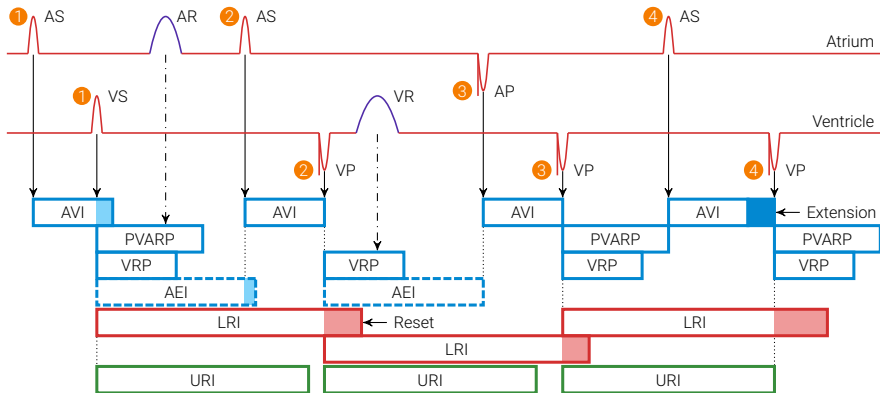 1 AS AR 2 AS 4 AS
Atrium
3 AP
1 VS VR
Ventricle
2 VP 3 VP 4 VP
AVI AVI AVI AVI Extension
PVARP PVARP PVARP
VRP VRP VRP VRP
AEI AEI
LRI Reset LRI
LRI
URI URI URI